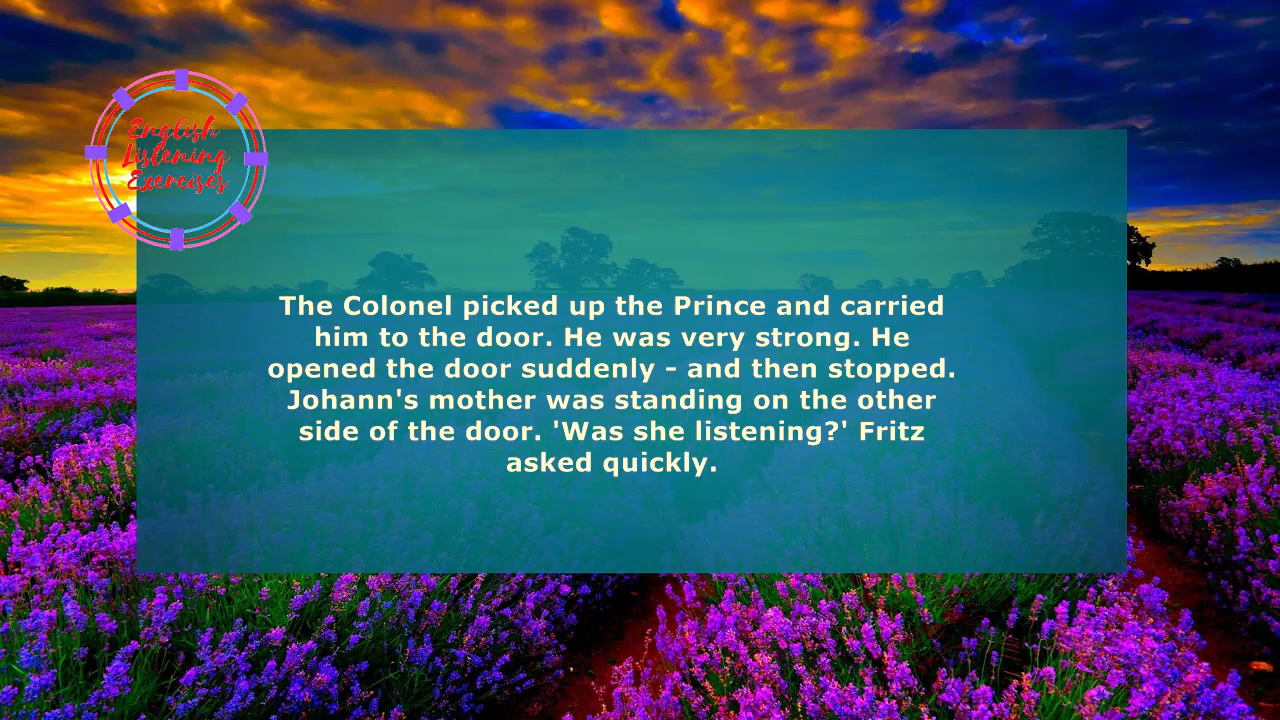 English
Listening
Exercises
The Colonel picked up the Prince and carried
him to the door. He was very strong. He
opened the door suddenly - and then stopped.
Johann's mother was standing on the other
side of the door. 'Was she listening?' Fritz
asked quickly.